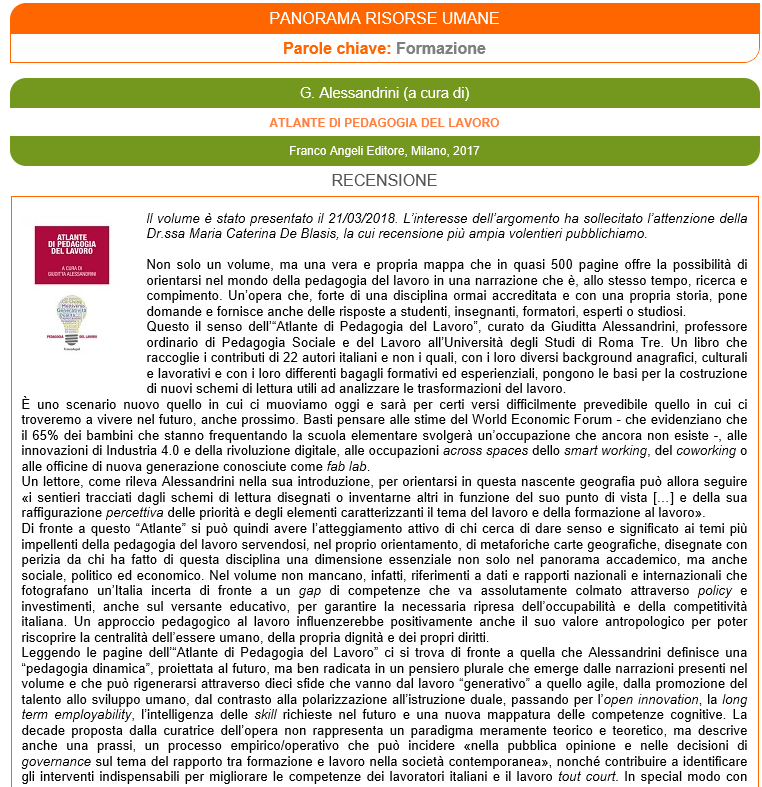 PANORAMA RISORSE UMANE
Parole chiave: Formazione
G. Alessandrini (a cura di)
ATLANTE DI PEDAGOGIA DEL LAVORO
Franco Angeli Editore, Milano, 2017
RECENSIONE
ATLANTE
DI PEDAGOGIA
DEL LAVORO
A CURA DI
GIUDITTA ALESSANDRINI
Generatività
PEDAGOGIA DEL LAVORO
Il volume è stato presentato il 21/03/2018. L’interesse dell’argomento ha sollecitato l’attenzione della
Dr.ssa Maria Caterina De Blasis, la cui recensione più ampia volentieri pubblichiamo.
Non solo un volume, ma una vera e propria mappa che in quasi 500 pagine offre la possibilità di
orientarsi nel mondo della pedagogia del lavoro in una narrazione che è, allo stesso tempo, ricerca e
compimento. Un’opera che, forte di una disciplina ormai accreditata e con una propria storia, pone
domande e fornisce anche delle risposte a studenti, insegnanti, formatori, esperti o studiosi.
Questo il senso dell’“Atlante di Pedagogia del Lavoro”, curato da Giuditta Alessandrini, professore
ordinario di Pedagogia Sociale e del Lavoro all’Università degli Studi di Roma Tre. Un libro che
raccoglie i contributi di 22 autori italiani e non i quali, con i loro diversi background anagrafici, culturali
e lavorativi e con i loro differenti bagagli formativi ed esperienziali, pongono le basi per la costruzione
di nuovi schemi di lettura utili ad analizzare le trasformazioni del lavoro.
È uno scenario nuovo quello in cui ci muoviamo oggi e sarà per certi versi difficilmente prevedibile quello in cui ci
troveremo a vivere nel futuro, anche prossimo. Basti pensare alle stime del World Economic Forum - che evidenziano che
il 65% dei bambini che stanno frequentando la scuola elementare svolgerà un’occupazione che ancora non esiste -, alle
innovazioni di Industria 4.0 e della rivoluzione digitale, alle occupazioni across spaces dello smart working, del coworking o
alle officine di nuova generazione conosciute come fab lab.
Un lettore, come rileva Alessandrini nella sua introduzione, per orientarsi in questa nascente geografia può allora seguire
«i sentieri tracciati dagli schemi di lettura disegnati o inventarne altri in funzione del suo punto di vista […] e della sua
raffigurazione percettiva delle priorità e degli elementi caratterizzanti il tema del lavoro e della formazione al lavoro».
Di fronte a questo “Atlante” si può quindi avere l’atteggiamento attivo di chi cerca di dare senso e significato ai temi più
impellenti della pedagogia del lavoro servendosi, nel proprio orientamento, di metaforiche carte geografiche, disegnate con
perizia da chi ha fatto di questa disciplina una dimensione essenziale non solo nel panorama accademico, ma anche
sociale, politico ed economico. Nel volume non mancano, infatti, riferimenti a dati e rapporti nazionali e internazionali che
fotografano un’Italia incerta di fronte a un gap di competenze che va assolutamente colmato attraverso policy e
investimenti, anche sul versante educativo, per garantire la necessaria ripresa dell’occupabilità e della competitività
italiana. Un approccio pedagogico al lavoro influenzerebbe positivamente anche il suo valore antropologico per poter
riscoprire la centralità dell’essere umano, della propria dignità e dei propri diritti.
Leggendo le pagine dell’“Atlante di Pedagogia del Lavoro” ci si trova di fronte a quella che Alessandrini definisce una
“pedagogia dinamica”, proiettata al futuro, ma ben radicata in un pensiero plurale che emerge dalle narrazioni presenti nel
volume e che può rigenerarsi attraverso dieci sfide che vanno dal lavoro “generativo” a quello agile, dalla promozione del
talento allo sviluppo umano, dal contrasto alla polarizzazione all’istruzione duale, passando per l’open innovation, la long
term employability, l’intelligenza delle skill richieste nel futuro e una nuova mappatura delle competenze cognitive. La
decade proposta dalla curatrice dell’opera non rappresenta un paradigma meramente teorico e teoretico, ma descrive
anche una prassi, un processo empirico/operativo che può incidere «nella pubblica opinione e nelle decisioni di
governance sul tema del rapporto tra formazione e lavoro nella società contemporanea», nonché contribuire a identificare
gli interventi indispensabili per migliorare le competenze dei lavoratori italiani e il lavoro tout court. In special modo con